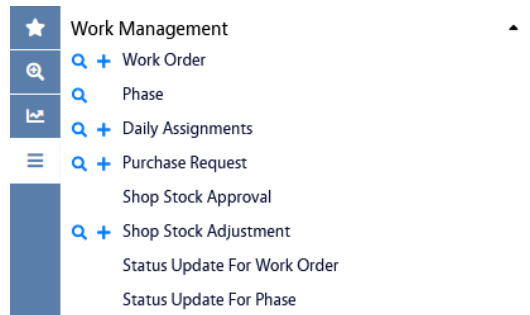 Work Management
Work Order
Phase
Daily Assignments
Purchase Request
Shop Stock Approval
Shop Stock Adjustment
Status Update For Work Order
Status Update For Phase